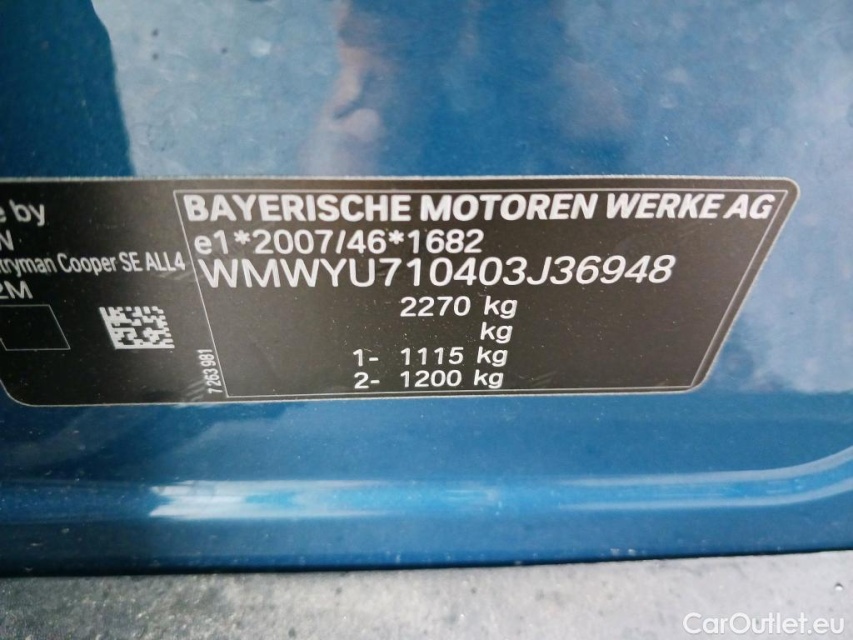 e by
N
tryman Cooper SE ALL4
2M
7 263 981
BAYERISCHE MOTOREN WERKE AG
e1*2007/46*1682
WMWYU710403J36948
2270 kg
kg
1- 1115 kg
2- 1200 kg
CarOutlet.eu